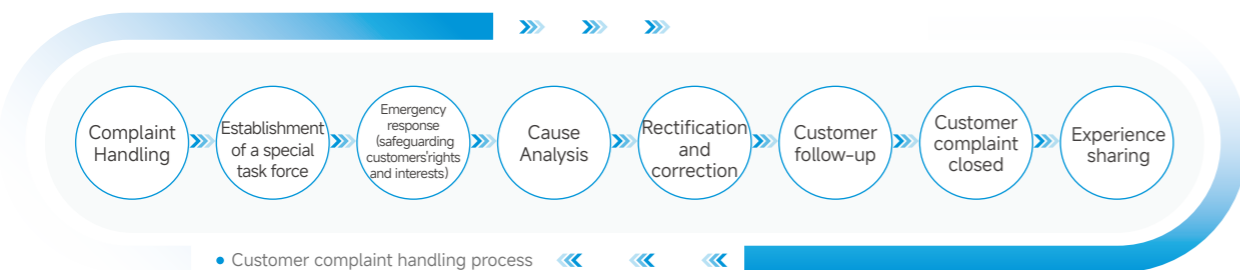 Complaint
Handling
Establishment
of a special
task force
Emergency
response
(safeguarding
customers'rights
and interests)
Cause
Analysis
Rectification
and
correction
Customer
follow-up
Customer
complaint
closed
Experience
sharing
• Customer complaint handling process